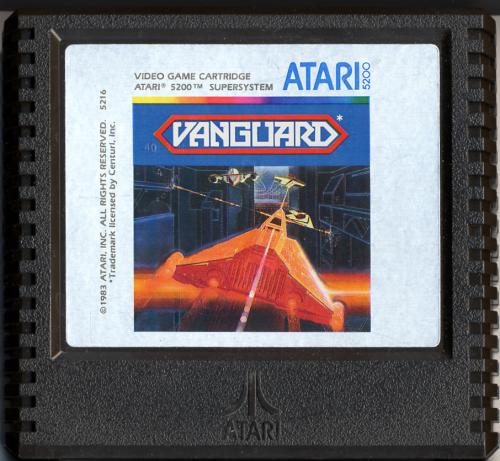 VIDEO GAME CARTRIDGE
ATARI® 5200™ SUPERSYSTEM
ATARI 5200
VANGUARD*
40
©1983 ATARI, INC. ALL RIGHTS RESERVED. 5216
*Trademark licensed by Centuri, Inc.
ATARI